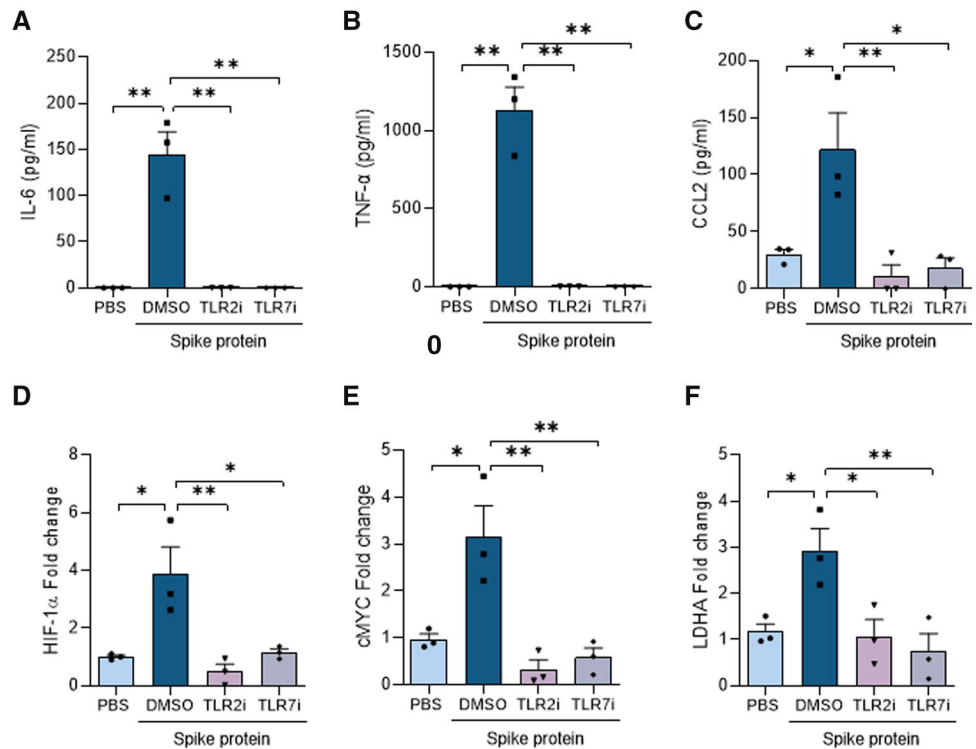 A
B
C
** ** **
** ** **
* ** *
IL-6 (pg/ml)
250
200
150
100
50
0
PBS DMSO TLR2i TLR7i
Spike protein
TNF-α (pg/ml)
1500
1000
500
0
PBS DMSO TLR2i TLR7i
Spike protein
CCL2 (pg/ml)
200
150
100
50
0
PBS DMSO TLR2i TLR7i
Spike protein
0
D
E
F
* ** *
* ** **
* * **
HIF-1α Fold change
8
6
4
2
0
PBS DMSO TLR2i TLR7i
Spike protein
cMYC Fold change
5
4
3
2
1
0
PBS DMSO TLR2i TLR7i
Spike protein
LDHA Fold change
5
4
3
2
1
0
PBS DMSO TLR2i TLR7i
Spike protein